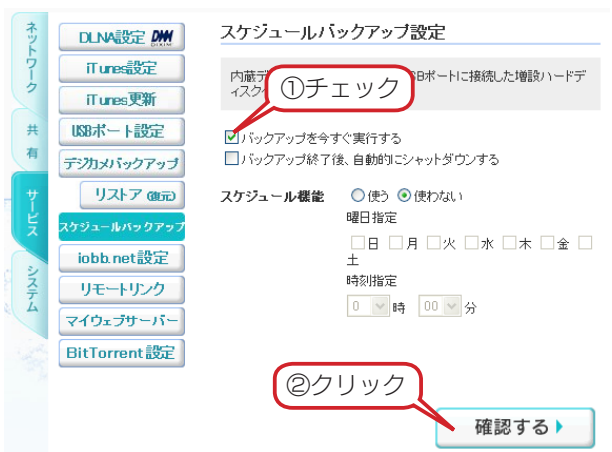 ネットワーク
共有
サービス
システム
DLNA設定 DiXiM
iTunes設定
iTunes更新
USBポート設定
デジカメバックアップ
リストア(復元)
スケジュールバックアップ
iobb.net設定
リモートリンク
マイウェブサーバー
BitTorrent設定
スケジュールバックアップ設定
内蔵デ SBポートに接続した増設ハードデ
ィスク
①チェック
バックアップを今すぐ実行する
バックアップ終了後、自動的にシャットダウンする
スケジュール機能 使う 使わない
曜日指定
日 月 火 水 木 金
土
時刻指定
0 時 00 分
②クリック
確認する